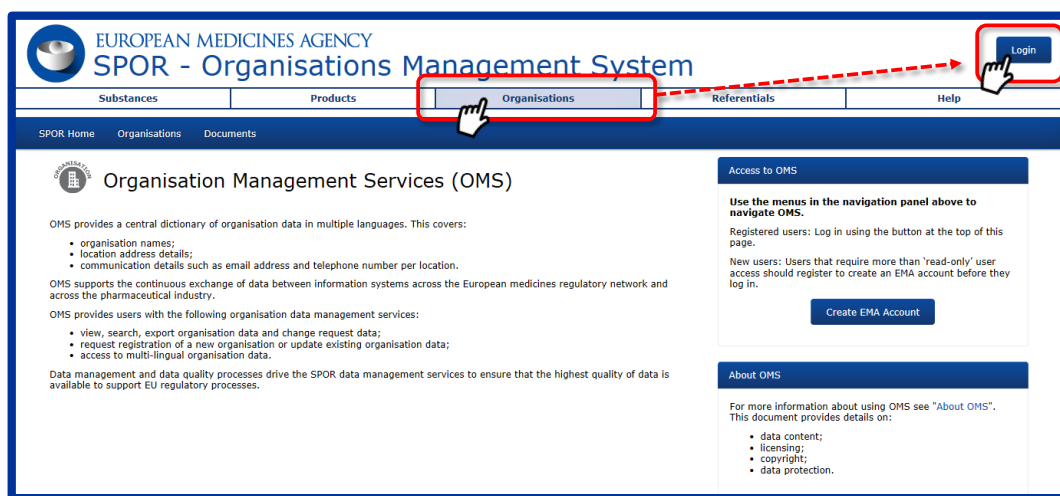 EUROPEAN MEDICINES AGENCY
SPOR - Organisations Management System
Login
Substances
Products
Organisations
Referentials
Help
SPOR Home
Organisations
Documents
ORGANISATION
Organisation Management Services (OMS)
OMS provides a central dictionary of organisation data in multiple languages. This covers:
• organisation names;
• location address details;
• communication details such as email address and telephone number per location.
OMS supports the continuous exchange of data between information systems across the European medicines regulatory network and
across the pharmaceutical industry.
OMS provides users with the following organisation data management services:
• view, search, export organisation data and change request data;
• request registration of a new organisation or update existing organisation data;
• access to multi-lingual organisation data.
Data management and data quality processes drive the SPOR data management services to ensure that the highest quality of data is
available to support EU regulatory processes.
Access to OMS
Use the menus in the navigation panel above to
navigate OMS.
Registered users: Log in using the button at the top of this
page.
New users: Users that require more than 'read-only' user
access should register to create an EMA account before they
log in.
Create EMA Account
About OMS
For more information about using OMS see "About OMS".
This document provides details on:
• data content;
• licensing;
• copyright;
• data protection.